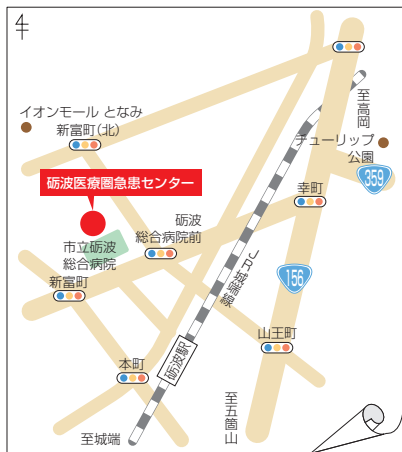 イオンモール となみ
新富町(北)
至高岡
チューリップ
公園
359
砺波医療圏急患センター
幸町
砺波
総合病院前
市立砺波
総合病院
新富町
JR城端線
156
山王町
砺波駅
本町
至五箇山
至城端